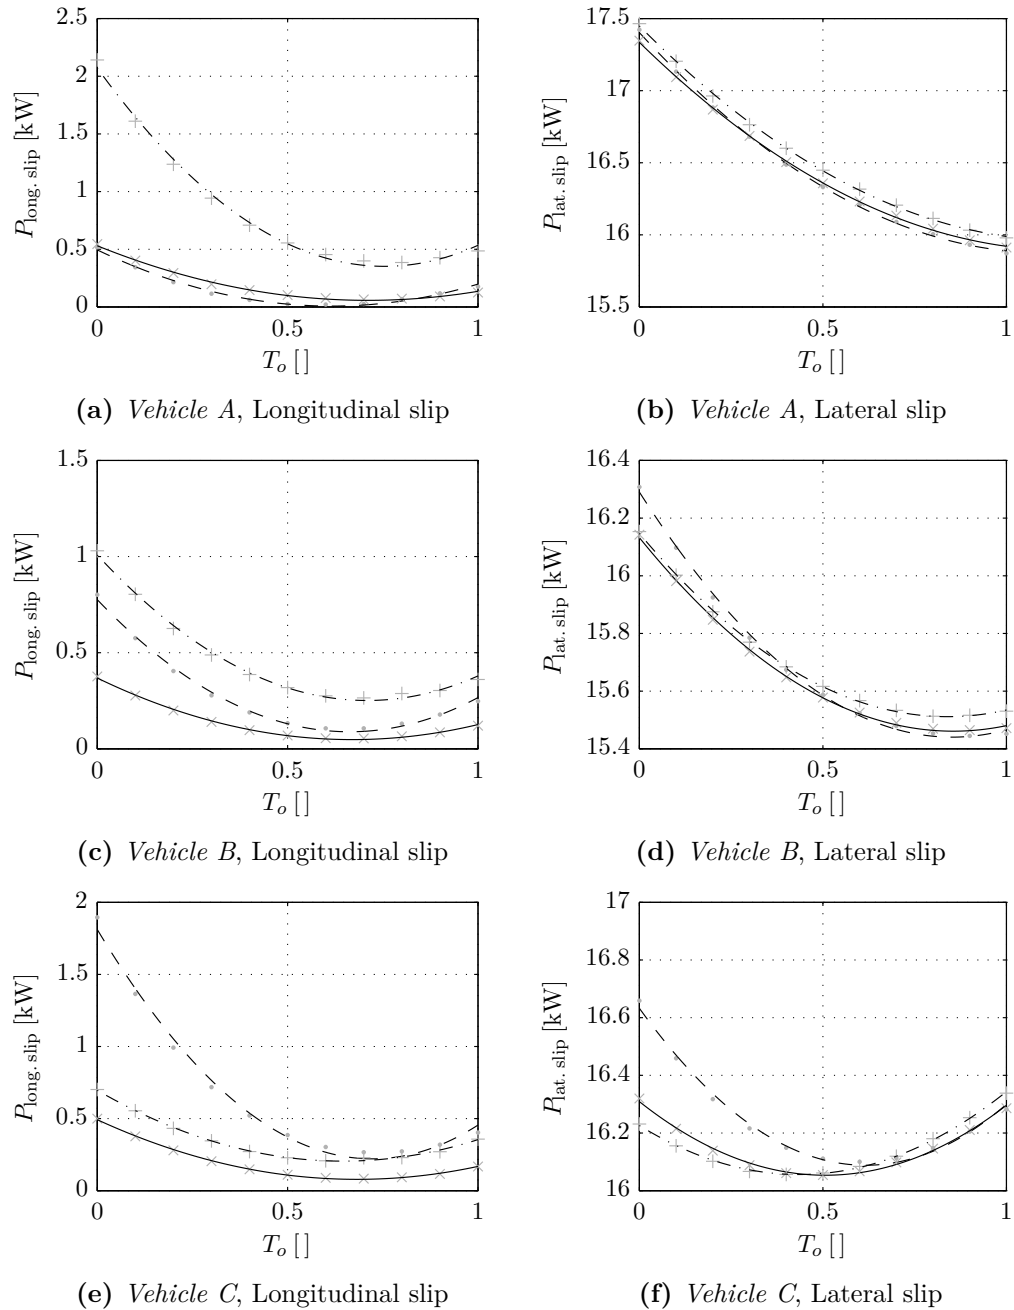 2.5
2
1.5
1
0.5
0
0 0.5 1
P_long. slip [kW]
T_o [ ]
(a) Vehicle A, Longitudinal slip
17.5
17
16.5
16
15.5
0 0.5 1
P_lat. slip [kW]
T_o [ ]
(b) Vehicle A, Lateral slip
1.5
1
0.5
0
0 0.5 1
P_long. slip [kW]
T_o [ ]
(c) Vehicle B, Longitudinal slip
16.4
16.2
16
15.8
15.6
15.4
0 0.5 1
P_lat. slip [kW]
T_o [ ]
(d) Vehicle B, Lateral slip
2
1.5
1
0.5
0
0 0.5 1
P_long. slip [kW]
T_o [ ]
(e) Vehicle C, Longitudinal slip
17
16.8
16.6
16.4
16.2
16
0 0.5 1
P_lat. slip [kW]
T_o [ ]
(f) Vehicle C, Lateral slip